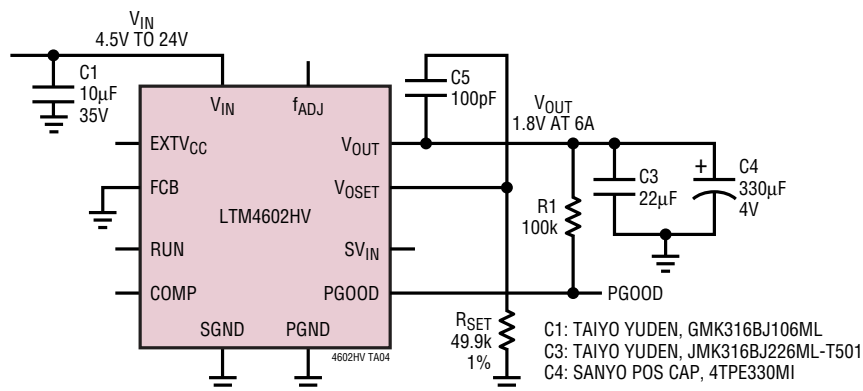 VIN
4.5V TO 24V
C1
10μF
35V
VIN
fADJ
C5
100pF
VOUT
1.8V AT 6A
EXTVCC
VOUT
FCB
VOSET
LTM4602HV
RUN
SVIN
COMP
PGOOD
SGND
PGND
R1
100k
C3
22μF
+
C4
330μF
4V
PGOOD
RSET
49.9k
1%
4602HV TA04
C1: TAIYO YUDEN, GMK316BJ106ML
C3: TAIYO YUDEN, JMK316BJ226ML-T501
C4: SANYO POS CAP, 4TPE330MI